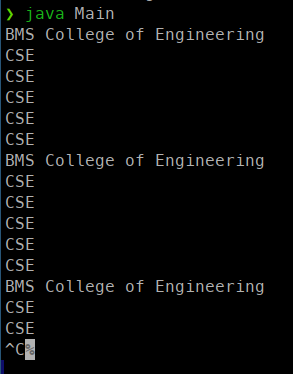 ❯ java Main
BMS College of Engineering
CSE
CSE
CSE
CSE
CSE
BMS College of Engineering
CSE
CSE
CSE
CSE
CSE
BMS College of Engineering
CSE
CSE
^C%